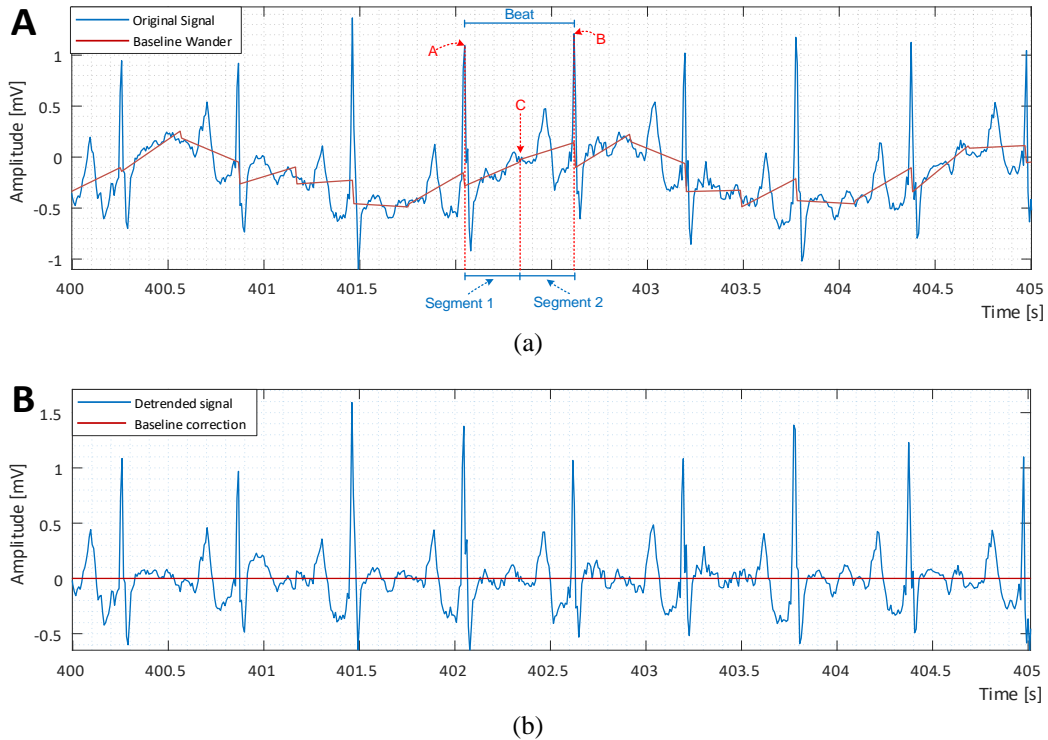 A
Original Signal
Baseline Wander
Beat
A
B
C
Amplitude [mV]
1
0.5
0
-0.5
-1
Segment 1
Segment 2
400 400.5 401 401.5 403 403.5 404 404.5 405
Time [s]
(a)
B
Detrended signal
Baseline correction
Amplitude [mV]
1.5
1
0.5
0
-0.5
400 400.5 401 401.5 402 402.5 403 403.5 404 404.5 405
Time [s]
(b)